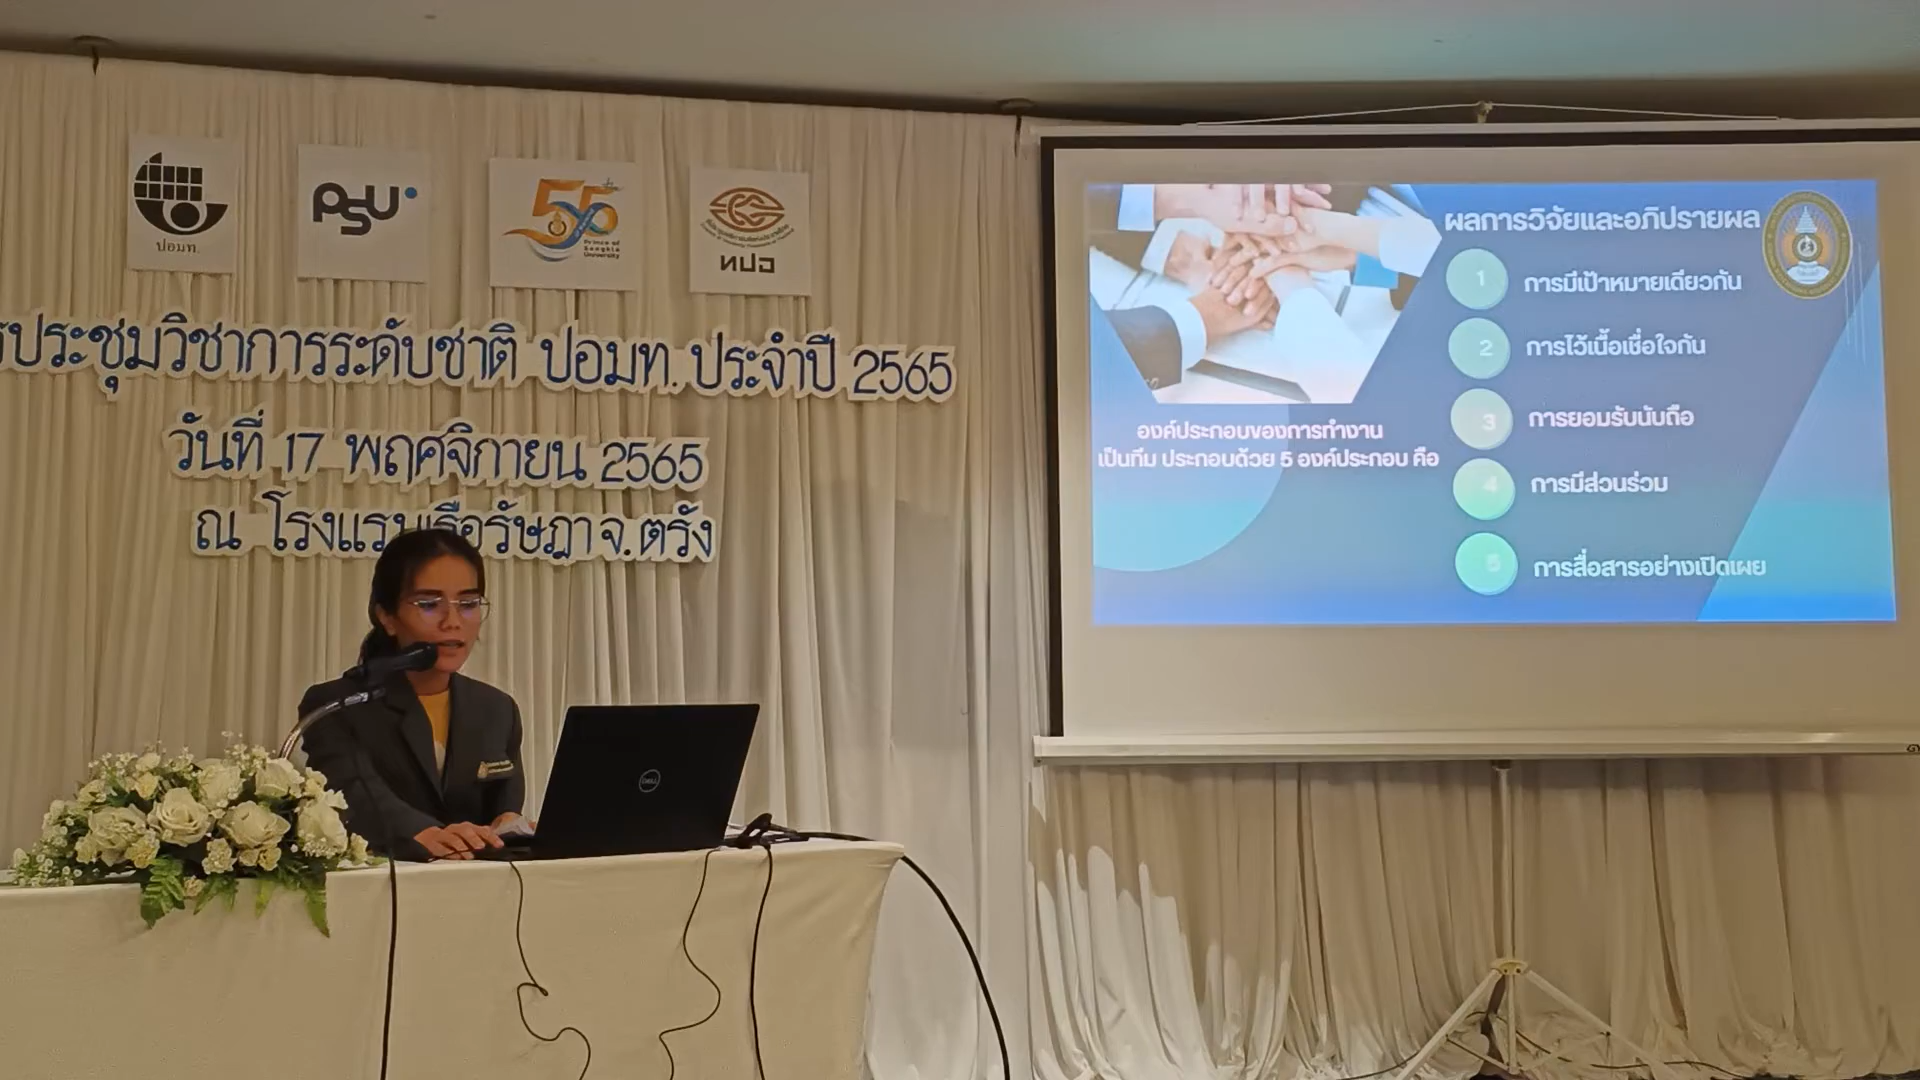 ปอมท.
PSU
55
Prince of
Songkla
University
ทปอ
รประชุมวิชาการระดับชาติ ปอมท. ประจำปี 2565
วันที่ 17 พฤศจิกายน 2565
ณ โรงแรมเรือรัษฎา จ.ตรัง
DELL
ผลการวิจัยและอภิปรายผล
องค์ประกอบของการทำงาน
เป็นทีม ประกอบด้วย 5 องค์ประกอบ คือ
1 การมีเป้าหมายเดียวกัน
2 การไว้เนื้อเชื่อใจกัน
3 การยอมรับนับถือ
4 การมีส่วนร่วม
5 การสื่อสารอย่างเปิดเผย